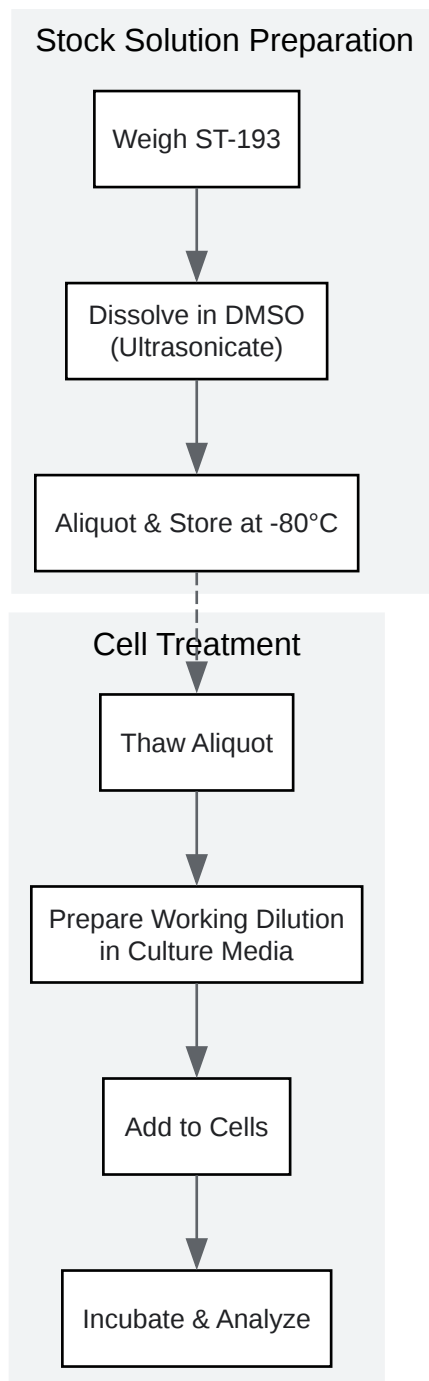 Stock Solution Preparation
Weigh ST-193
Dissolve in DMSO
(Ultrasonicate)
Aliquot & Store at -80°C
Cell Treatment
Thaw Aliquot
Prepare Working Dilution
in Culture Media
Add to Cells
Incubate & Analyze